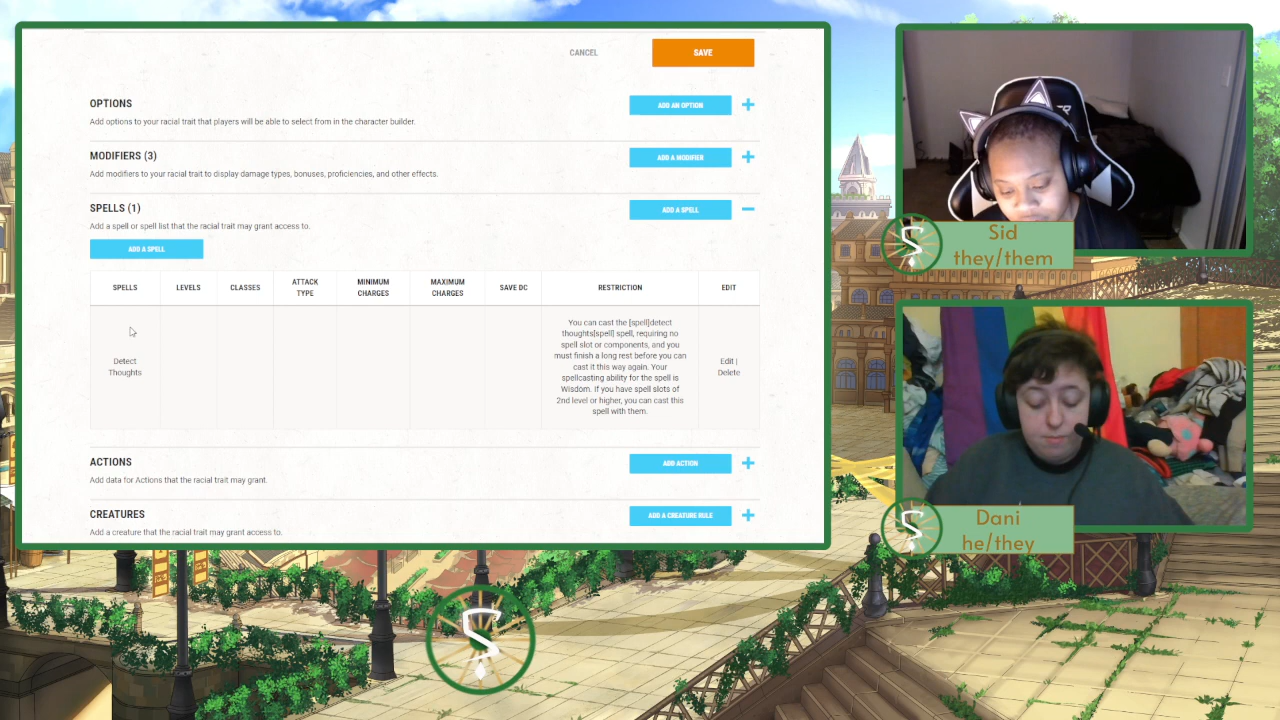 CANCEL
SAVE
OPTIONS
ADD AN OPTION
Add options to your racial trait that players will be able to select from in the character builder.
MODIFIERS (3)
ADD A MODIFIER
Add modifiers to your racial trait to display damage types, bonuses, proficiencies, and other effects.
SPELLS (1)
ADD A SPELL
Add a spell or spell list that the racial trait may grant access to.
ADD A SPELL
SPELLS
LEVELS
CLASSES
ATTACK
TYPE
MINIMUM
CHARGES
MAXIMUM
CHARGES
SAVE DC
RESTRICTION
EDIT
Detect
Thoughts
You can cast the [spell]detect
thoughts[spell] spell, requiring no
spell slot or components, and you
must finish a long rest before you can
cast it this way again. Your
spellcasting ability for the spell is
Wisdom. If you have spell slots of
2nd level or higher, you can cast this
spell with them.
Edit |
Delete
ACTIONS
ADD ACTION
Add data for Actions that the racial trait may grant.
CREATURES
ADD A CREATURE RULE
Add a creature that the racial trait may grant access to.
Sid
they/them
Dani
he/they
S
S
S